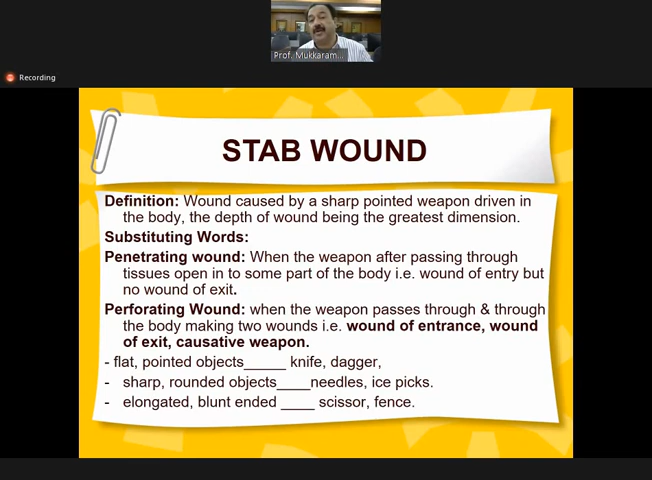 Prof. Mukkaram...
Recording
STAB WOUND
Definition: Wound caused by a sharp pointed weapon driven in
the body, the depth of wound being the greatest dimension.
Substituting Words:
Penetrating wound: When the weapon after passing through
tissues open in to some part of the body i.e. wound of entry but
no wound of exit.
Perforating Wound: when the weapon passes through & through
the body making two wounds i.e. wound of entrance, wound
of exit, causative weapon.
- flat, pointed objects_____ knife, dagger,
- sharp, rounded objects____needles, ice picks.
- elongated, blunt ended ____ scissor, fence.